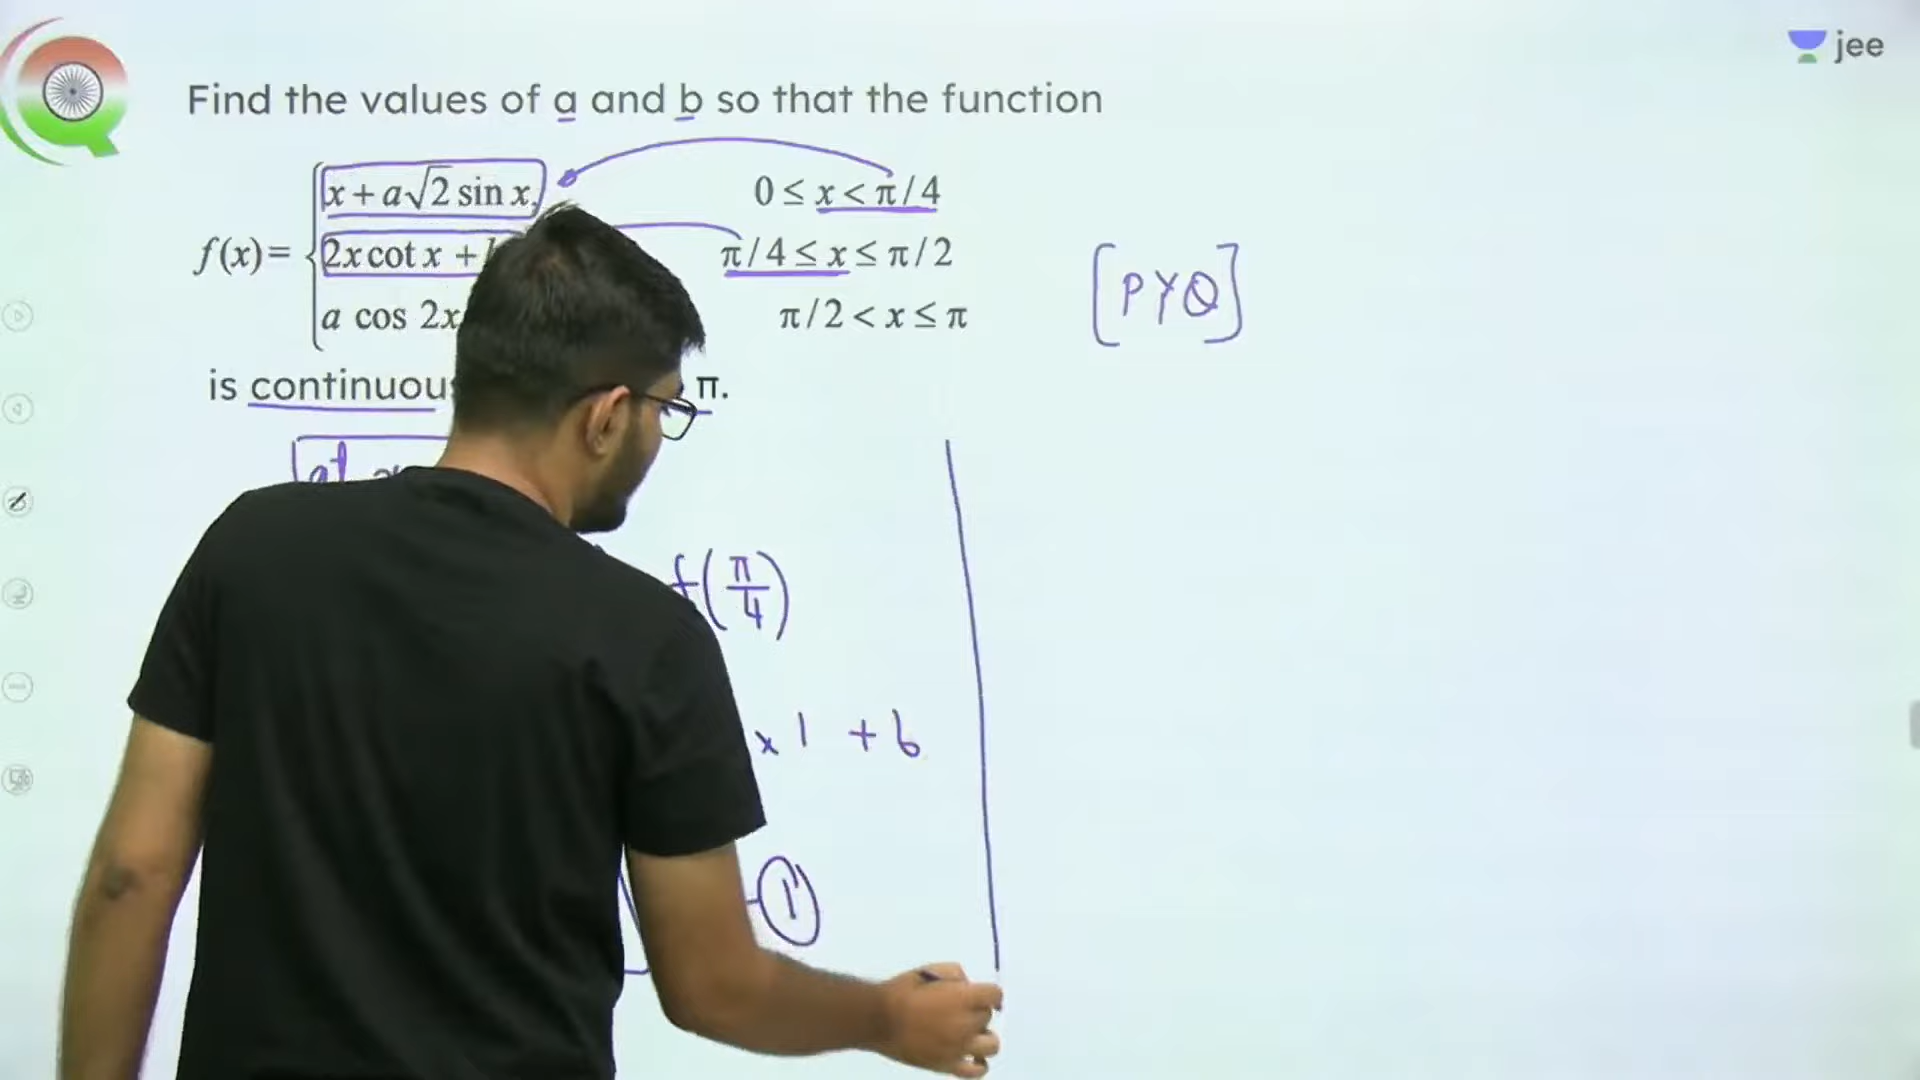 jee
Find the values of a and b so that the function
f(x) = { x + a√2 sin x, 0 ≤ x < π/4
2x cot x + π/4 ≤ x ≤ π/2
a cos 2x π/2 < x ≤ π
[PYQ]
is continuous π.
at
f(π/4)
x 1 + b
1